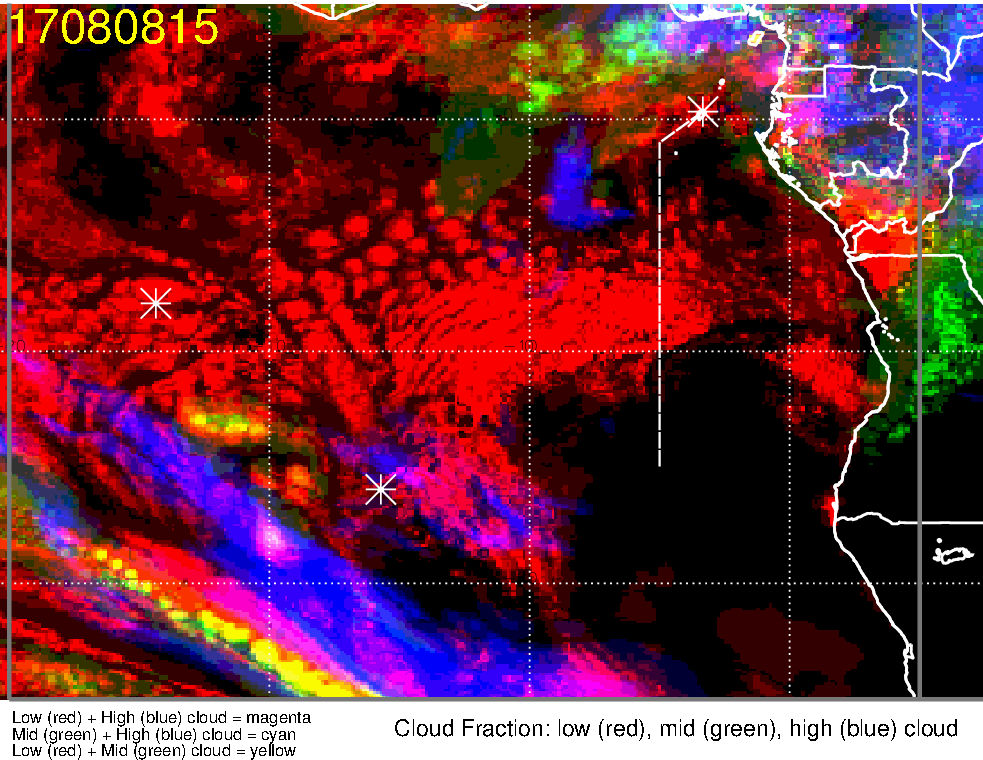 17080815
-10
Low (red) + High (blue) cloud = magenta
Mid (green) + High (blue) cloud = cyan
Low (red) + Mid (green) cloud = yellow
Cloud Fraction: low (red), mid (green), high (blue) cloud